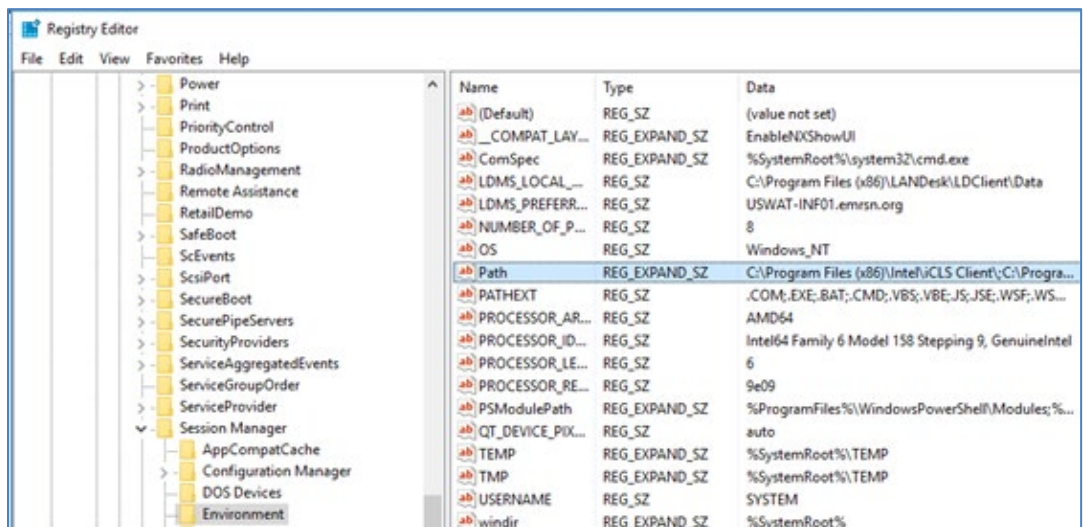 Registry Editor
File Edit View Favorites Help
Power
Print
PriorityControl
ProductOptions
RadioManagement
Remote Assistance
RetailDemo
SafeBoot
ScEvents
ScsiPort
SecureBoot
SecurePipeServers
SecurityProviders
ServiceAggregatedEvents
ServiceGroupOrder
ServiceProvider
Session Manager
AppCompatCache
Configuration Manager
DOS Devices
Environment
Name Type Data
(Default) REG_SZ (value not set)
__COMPAT_LAY... REG_EXPAND_SZ EnableNXShowUI
ComSpec REG_EXPAND_SZ %SystemRoot%\system32\cmd.exe
LDMS_LOCAL_... REG_SZ C:\Program Files (x86)\LANDesk\LDClient\Data
LDMS_PREFERR... REG_SZ USWAT-INF01.emrsn.org
NUMBER_OF_P... REG_SZ 8
OS REG_SZ Windows_NT
Path REG_EXPAND_SZ C:\Program Files (x86)\Intel\iCLS Client\;C:\Progra...
PATHEXT REG_SZ .COM;.EXE;.BAT;.CMD;.VBS;.VBE;.JS;.JSE;.WSF;.WS...
PROCESSOR_AR... REG_SZ AMD64
PROCESSOR_ID... REG_SZ Intel64 Family 6 Model 158 Stepping 9, GenuineIntel
PROCESSOR_LE... REG_SZ 6
PROCESSOR_RE... REG_SZ 9e09
PSModulePath REG_EXPAND_SZ %ProgramFiles%\WindowsPowerShell\Modules;%...
QT_DEVICE_PIX... REG_SZ auto
TEMP REG_EXPAND_SZ %SystemRoot%\TEMP
TMP REG_EXPAND_SZ %SystemRoot%\TEMP
USERNAME REG_SZ SYSTEM
windir REG_EXPAND_SZ %SystemRoot%